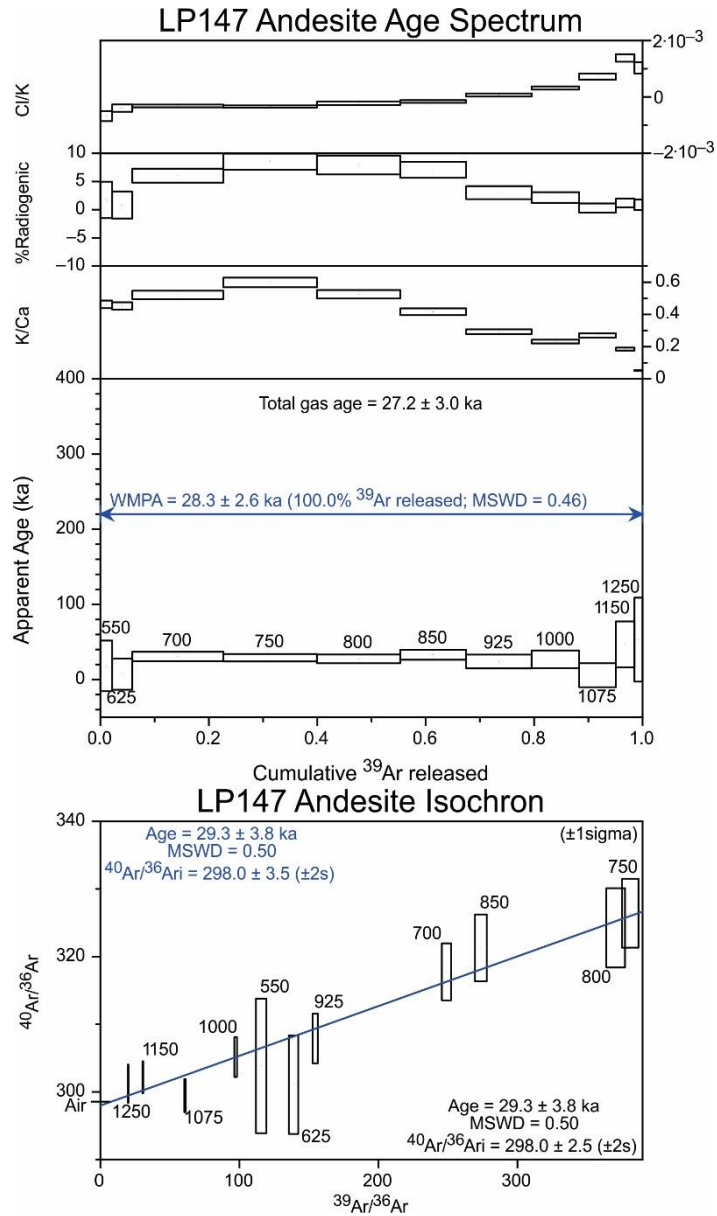 LP147 Andesite Age Spectrum
Cl/K
2·10⁻³
0
−2·10⁻³
%Radiogenic
10
5
0
−5
−10
K/Ca
0.6
0.4
0.2
0
Apparent Age (ka)
400
300
200
100
0
Total gas age = 27.2 ± 3.0 ka
WMPA = 28.3 ± 2.6 ka (100.0% ³⁹Ar released; MSWD = 0.46)
550
625
700
750
800
850
925
1000
1075
1150
1250
0.0
0.2
0.4
0.6
0.8
1.0
Cumulative ³⁹Ar released
LP147 Andesite Isochron
⁴⁰Ar/³⁶Ar
340
320
300
Air
Age = 29.3 ± 3.8 ka
MSWD = 0.50
⁴⁰Ar/³⁶Ari = 298.0 ± 3.5 (±2s)
(±1sigma)
750
850
700
800
550
925
1000
1150
1250
1075
625
Age = 29.3 ± 3.8 ka
MSWD = 0.50
⁴⁰Ar/³⁶Ari = 298.0 ± 2.5 (±2s)
0
100
200
300
³⁹Ar/³⁶Ar